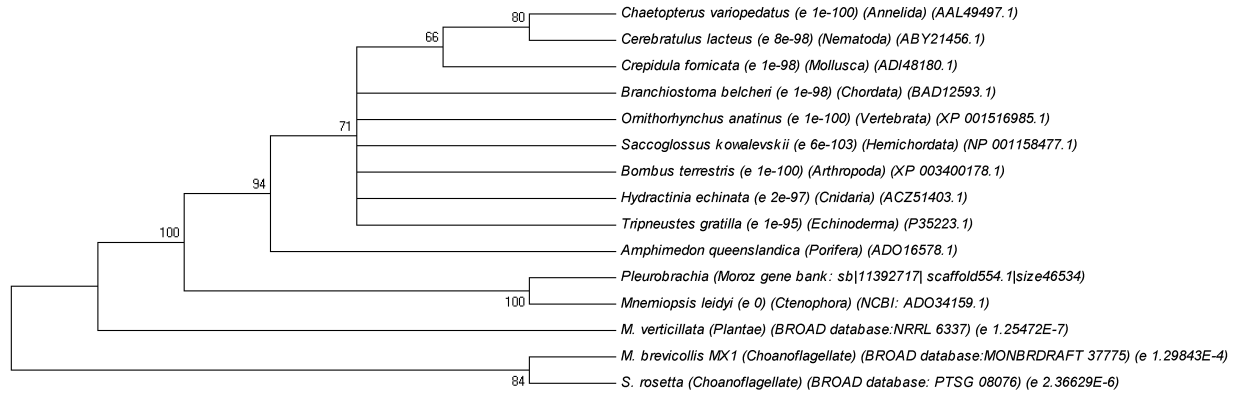 Chaetopterus variopedatus (e 1e-100) (Annelida) (AAL49497.1)
80
Cerebratulus lacteus (e 8e-98) (Nematoda) (ABY21456.1)
66
Crepidula fornicata (e 1e-98) (Mollusca) (ADI48180.1)
Branchiostoma belcheri (e 1e-98) (Chordata) (BAD12593.1)
Ornithorhynchus anatinus (e 1e-100) (Vertebrata) (XP 001516985.1)
71
Saccoglossus kowalevskii (e 6e-103) (Hemichordata) (NP 001158477.1)
Bombus terrestris (e 1e-100) (Arthropoda) (XP 003400178.1)
94
Hydractinia echinata (e 2e-97) (Cnidaria) (ACZ51403.1)
Tripneustes gratilla (e 1e-95) (Echinoderma) (P35223.1)
100
Amphimedon queenslandica (Porifera) (ADO16578.1)
Pleurobrachia (Moroz gene bank: sb|11392717| scaffold554.1|size46534)
100
Mnemiopsis leidyi (e 0) (Ctenophora) (NCBI: ADO34159.1)
M. verticillata (Plantae) (BROAD database:NRRL 6337) (e 1.25472E-7)
M. brevicollis MX1 (Choanoflagellate) (BROAD database:MONBRDRAFT 37775) (e 1.29843E-4)
84
S. rosetta (Choanoflagellate) (BROAD database: PTSG 08076) (e 2.36629E-6)